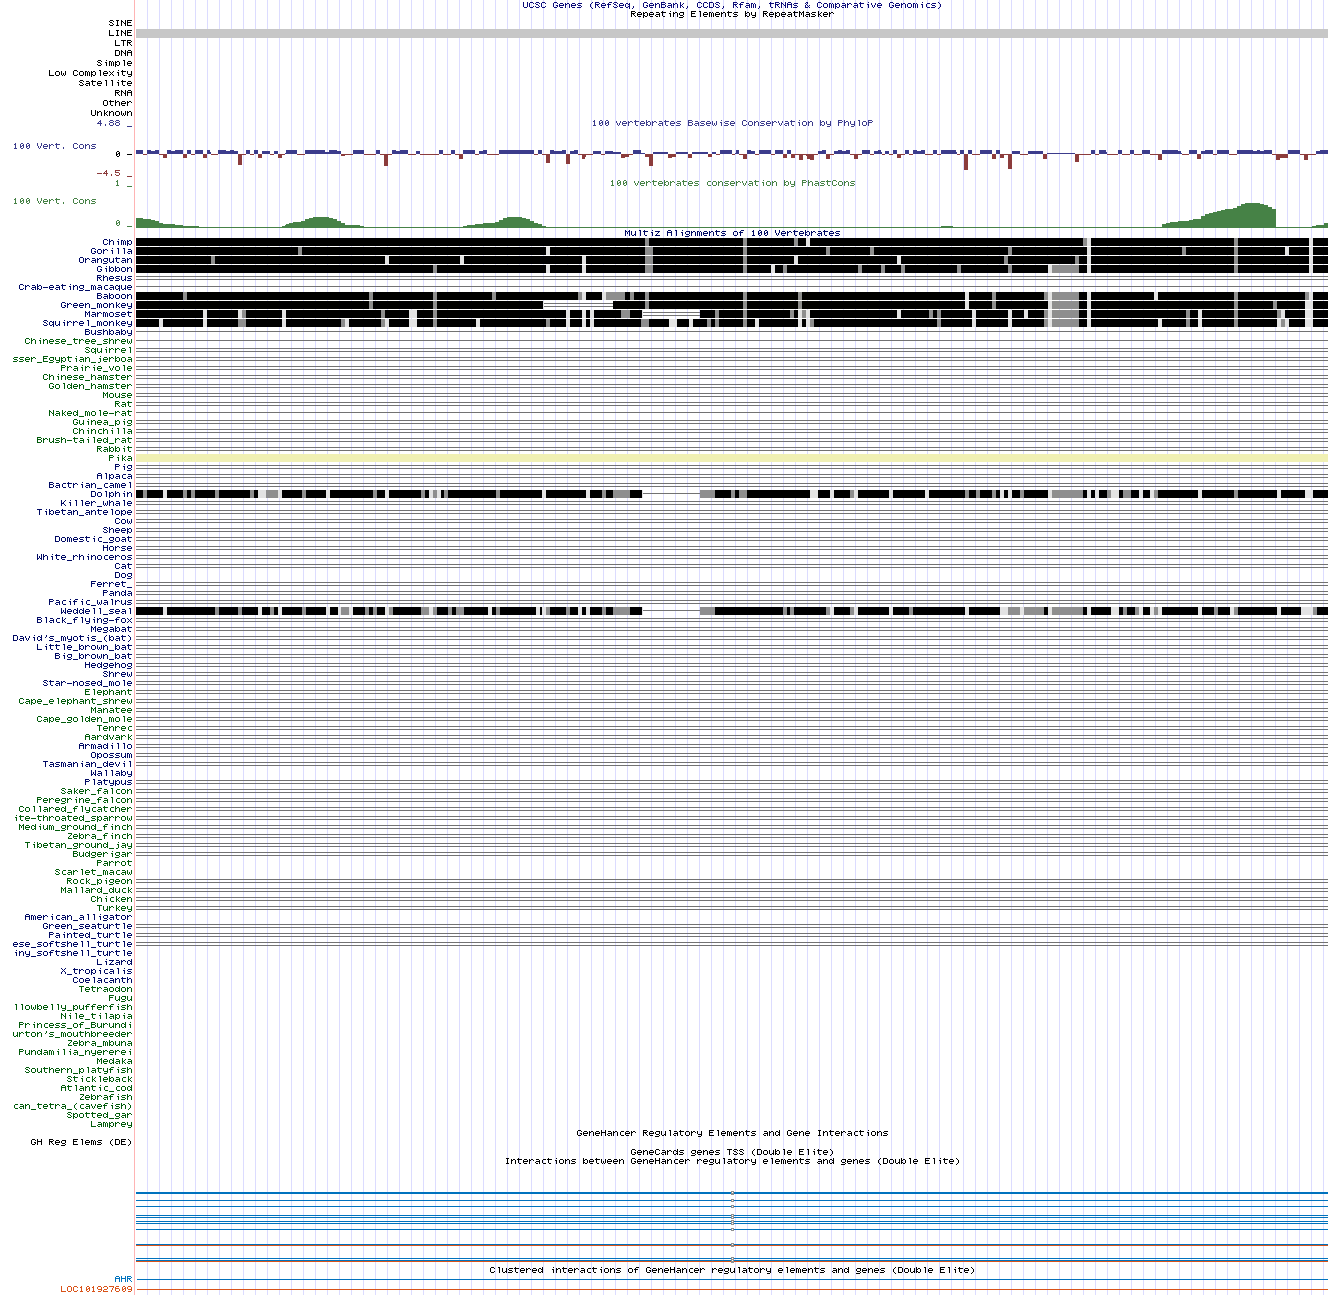 UCSC Genes (RefSeq, GenBank, CCDS, Rfam, tRNAs & Comparative Genomics)
Repeating Elements by RepeatMasker
SINE
LINE
LTR
DNA
Simple
Low Complexity
Satellite
RNA
Other
Unknown
4.88 _
100 vertebrates Basewise Conservation by PhyloP
100 Vert. Cons
0 _
-4.5 _
100 vertebrates conservation by PhastCons
1 _
100 Vert. Cons
0 _
Multiz Alignments of 100 Vertebrates
Chimp
Gorilla
Orangutan
Gibbon
Rhesus
Crab-eating_macaque
Baboon
Green_monkey
Marmoset
Squirrel_monkey
Bushbaby
Chinese_tree_shrew
Squirrel
sser_Egyptian_jerboa
Prairie_vole
Chinese_hamster
Golden_hamster
Mouse
Rat
Naked_mole-rat
Guinea_pig
Chinchilla
Brush-tailed_rat
Rabbit
Pika
Pig
Alpaca
Bactrian_camel
Dolphin
Killer_whale
Tibetan_antelope
Cow
Sheep
Domestic_goat
Horse
White_rhinoceros
Cat
Dog
Ferret_
Panda
Pacific_walrus
Weddell_seal
Black_flying-fox
Megabat
David's_myotis_(bat)
Little_brown_bat
Big_brown_bat
Hedgehog
Shrew
Star-nosed_mole
Elephant
Cape_elephant_shrew
Manatee
Cape_golden_mole
Tenrec
Aardvark
Armadillo
Opossum
Tasmanian_devil
Wallaby
Platypus
Saker_falcon
Peregrine_falcon
Collared_flycatcher
ite-throated_sparrow
Medium_ground_finch
Zebra_finch
Tibetan_ground_jay
Budgerigar
Parrot
Scarlet_macaw
Rock_pigeon
Mallard_duck
Chicken
Turkey
American_alligator
Green_seaturtle
Painted_turtle
ese_softshell_turtle
iny_softshell_turtle
Lizard
X_tropicalis
Coelacanth
Tetraodon
Fugu
llowbelly_pufferfish
Nile_tilapia
Princess_of_Burundi
urton's_mouthbreeder
Zebra_mbuna
Pundamilia_nyererei
Medaka
Southern_platyfish
Stickleback
Atlantic_cod
Zebrafish
can_tetra_(cavefish)
Spotted_gar
Lamprey
GeneHancer Regulatory Elements and Gene Interactions
GH Reg Elems (DE)
GeneCards genes TSS (Double Elite)
Interactions between GeneHancer regulatory elements and genes (Double Elite)
Clustered interactions of GeneHancer regulatory elements and genes (Double Elite)
AHR
LOC101927609